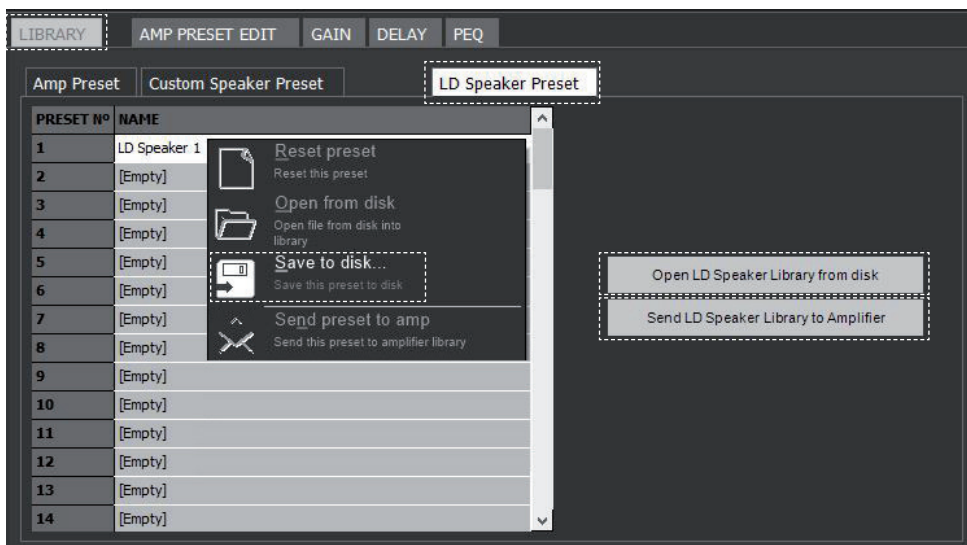 LIBRARY AMP PRESET EDIT GAIN DELAY PEQ
Amp Preset Custom Speaker Preset LD Speaker Preset
PRESET Nº NAME
1 LD Speaker 1
2 [Empty]
3 [Empty]
4 [Empty]
5 [Empty]
6 [Empty]
7 [Empty]
8 [Empty]
9 [Empty]
10 [Empty]
11 [Empty]
12 [Empty]
13 [Empty]
14 [Empty]
Reset preset
Reset this preset
Open from disk
Open file from disk into
library
Save to disk...
Save this preset to disk
Send preset to amp
Send this preset to amplifier library
Open LD Speaker Library from disk
Send LD Speaker Library to Amplifier